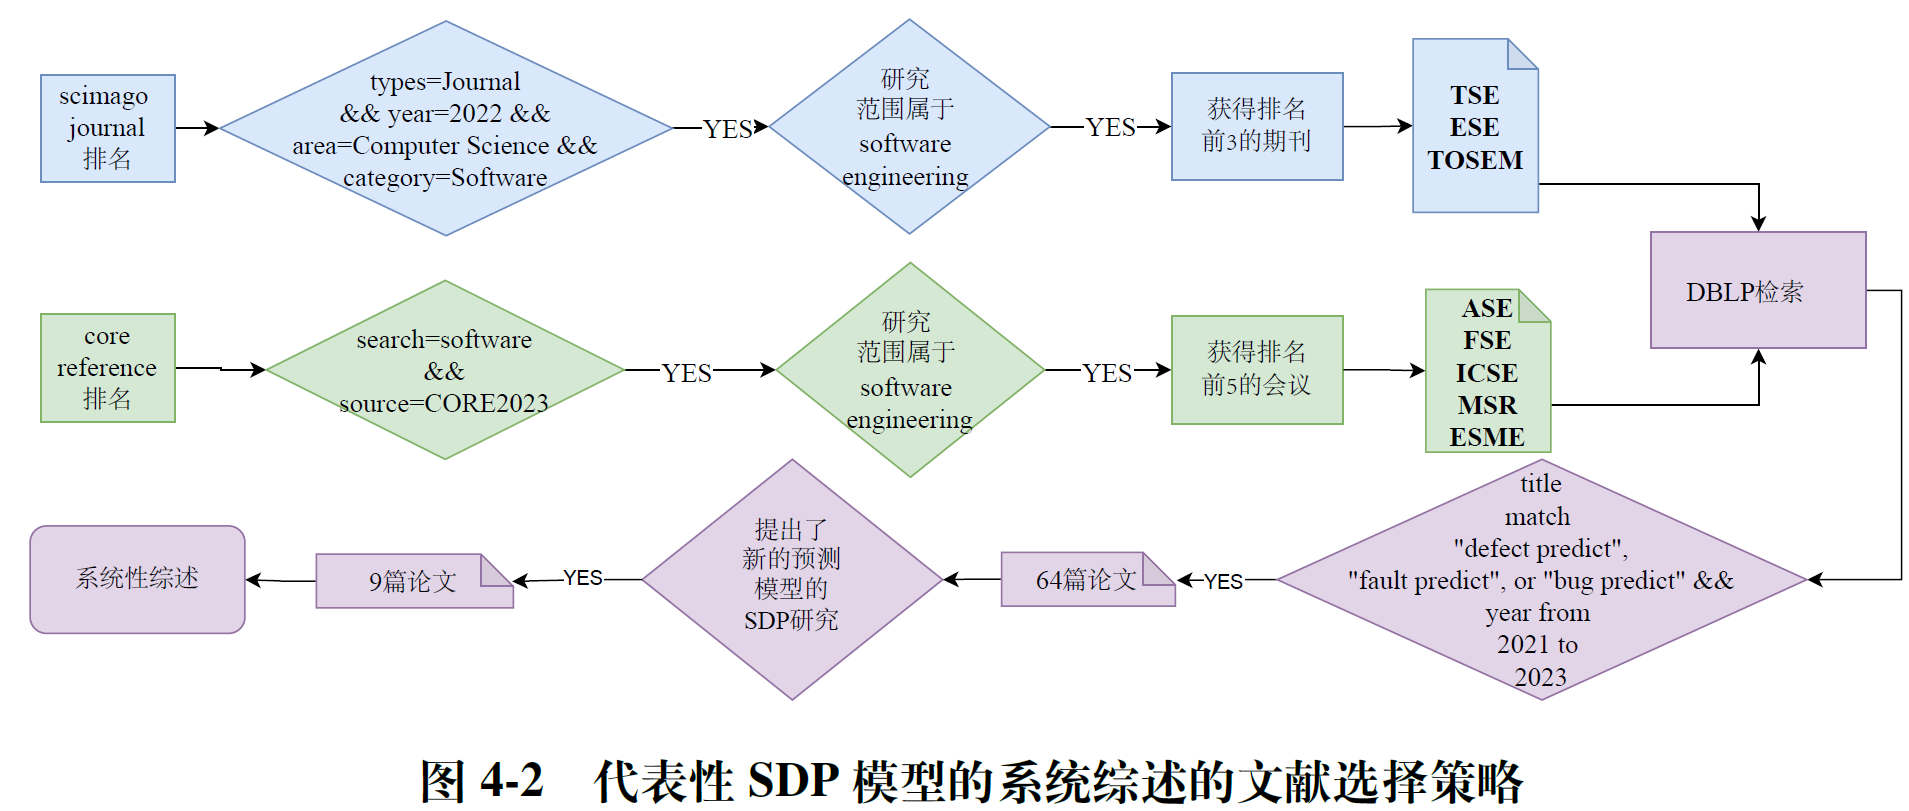 scimago
journal
排名
types=Journal
&& year=2022 &&
area=Computer Science &&
category=Software
YES
研究
范围属于
software
engineering
YES
获得排名
前3的期刊
TSE
ESE
TOSEM
core
reference
排名
search=software
&&
source=CORE2023
YES
研究
范围属于
software
engineering
YES
获得排名
前5的会议
ASE
FSE
ICSE
MSR
ESME
DBLP检索
title
match
"defect predict",
"fault predict", or "bug predict" &&
year from
2021 to
2023
YES
64篇论文
提出了
新的预测
模型的
SDP研究
YES
9篇论文
系统性综述
图 4-2 代表性 SDP 模型的系统综述的文献选择策略